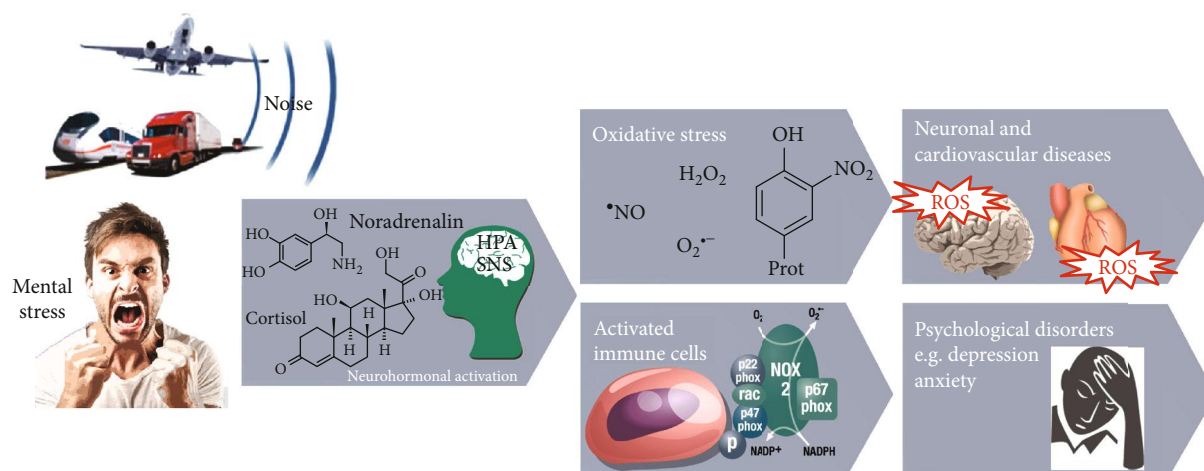 Noise
Mental
stress
OH
Noradrenalin
HO
HO
NH₂
OH
O
OH
HO
Cortisol
H
H
H
O
HPA
SNS
Neurohormonal activation
Oxidative stress
OH
NO₂
H₂O₂
•NO
O₂•−
Prot
Activated
immune cells
O₂
O₂•−
p22
phox
rac
p47
phox
p
NOX
2
p67
phox
NADP+
NADPH
Neuronal and
cardiovascular diseases
ROS
ROS
Psychological disorders
e.g. depression
anxiety